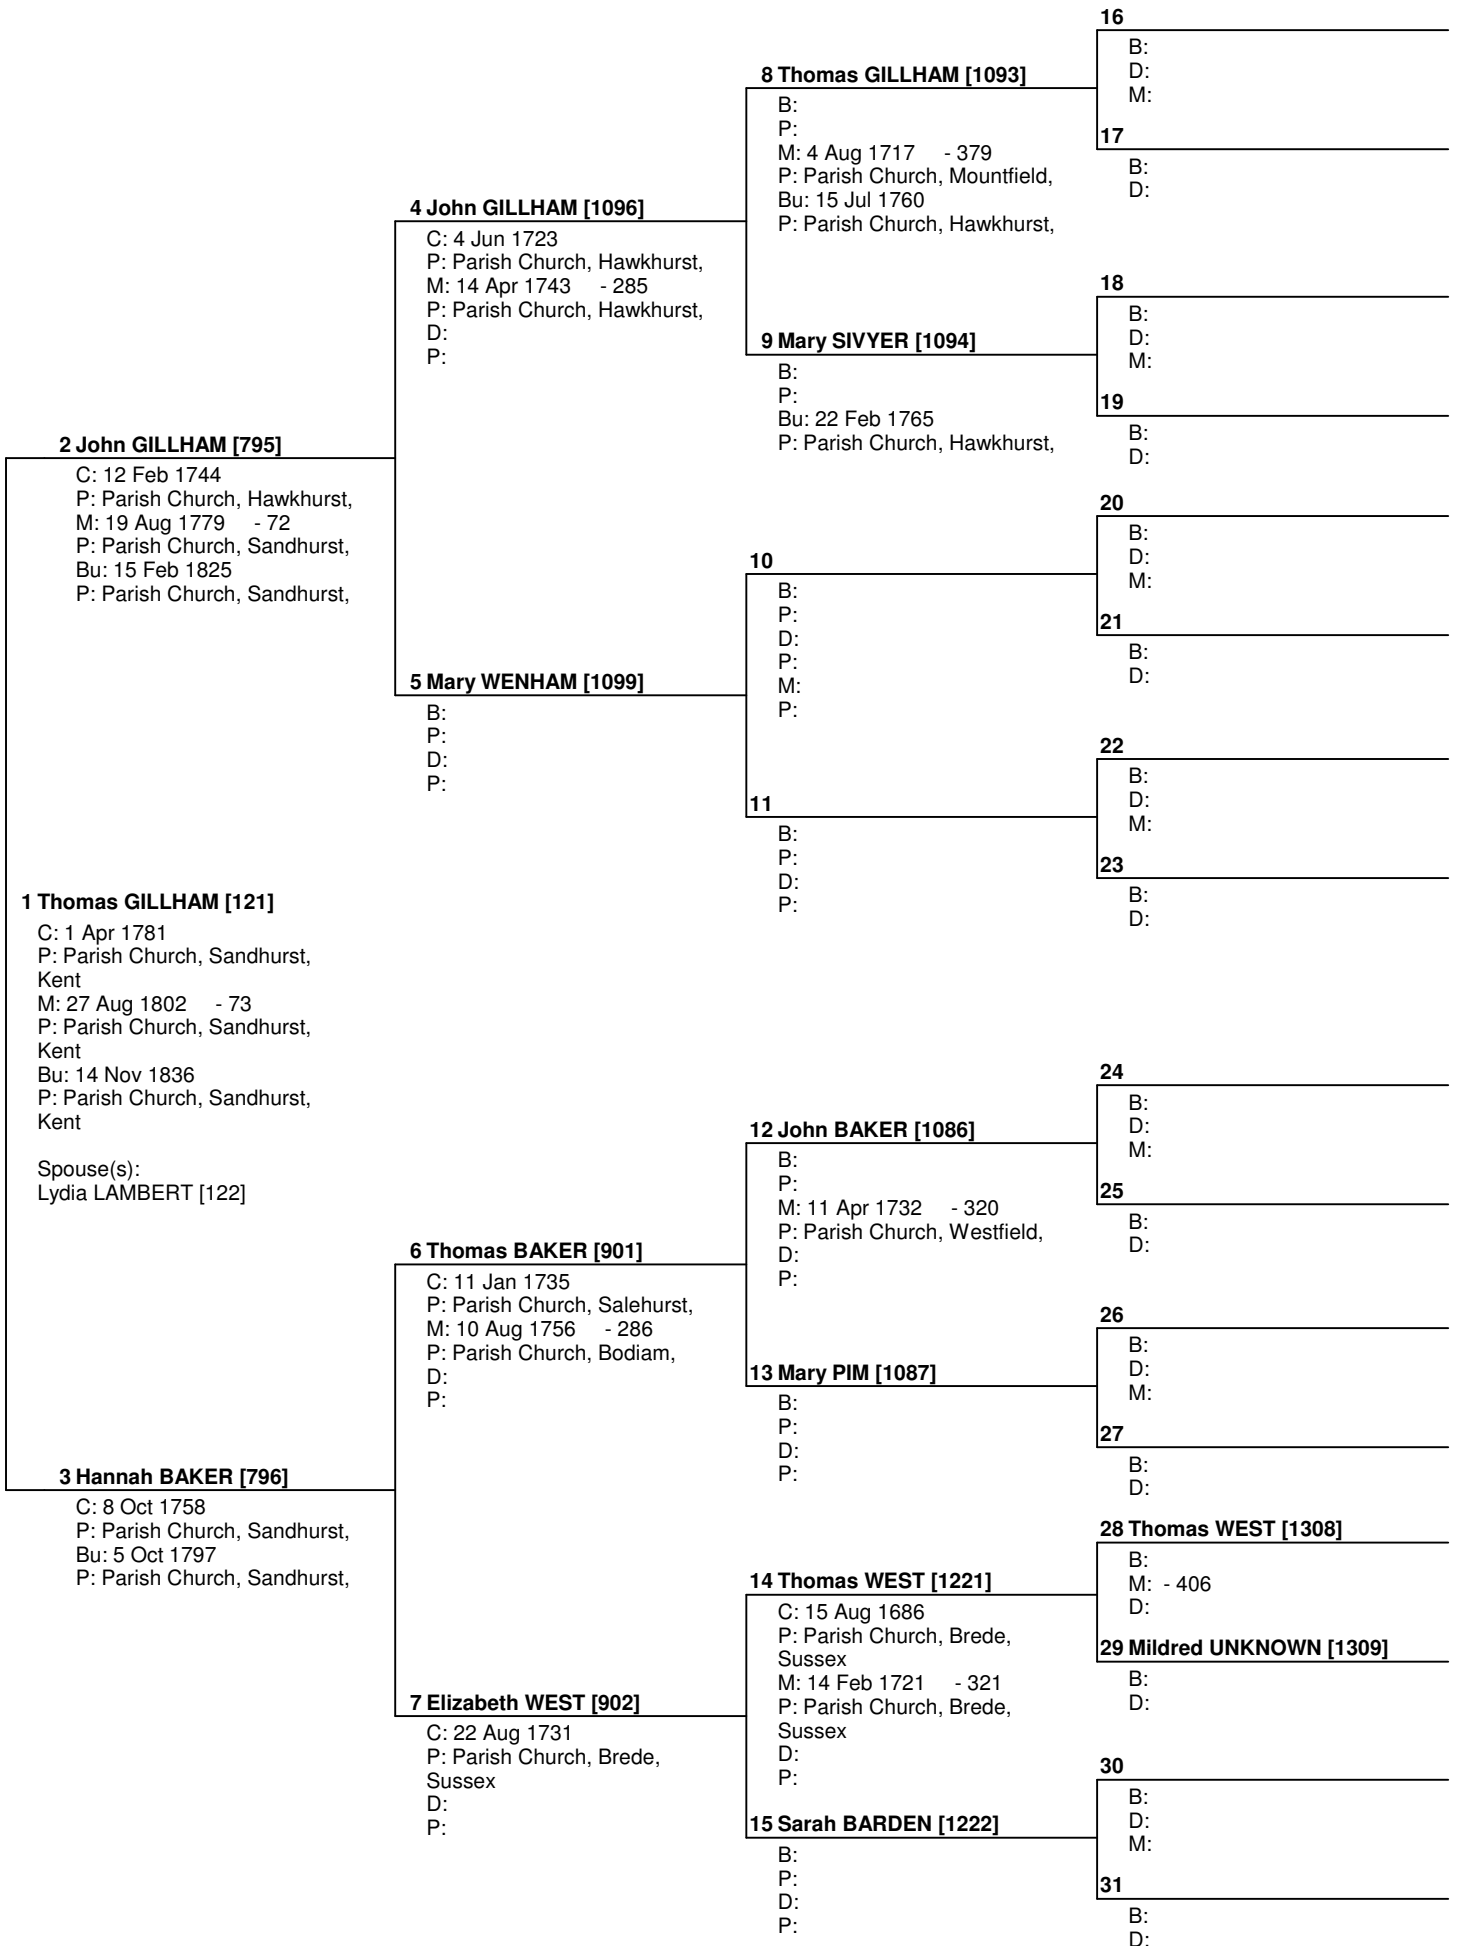 16
B:
D:
M:
8 Thomas GILLHAM [1093]
B:
P:
M: 4 Aug 1717 - 379
P: Parish Church, Mountfield,
Bu: 15 Jul 1760
P: Parish Church, Hawkhurst,
17
B:
D:
4 John GILLHAM [1096]
C: 4 Jun 1723
P: Parish Church, Hawkhurst,
M: 14 Apr 1743 - 285
P: Parish Church, Hawkhurst,
D:
P:
18
B:
D:
M:
9 Mary SIVYER [1094]
B:
P:
Bu: 22 Feb 1765
P: Parish Church, Hawkhurst,
19
B:
D:
2 John GILLHAM [795]
C: 12 Feb 1744
P: Parish Church, Hawkhurst,
M: 19 Aug 1779 - 72
P: Parish Church, Sandhurst,
Bu: 15 Feb 1825
P: Parish Church, Sandhurst,
20
B:
D:
M:
10
B:
P:
D:
P:
M:
P:
21
B:
D:
5 Mary WENHAM [1099]
B:
P:
D:
P:
22
B:
D:
M:
11
B:
P:
D:
P:
23
B:
D:
1 Thomas GILLHAM [121]
C: 1 Apr 1781
P: Parish Church, Sandhurst,
Kent
M: 27 Aug 1802 - 73
P: Parish Church, Sandhurst,
Kent
Bu: 14 Nov 1836
P: Parish Church, Sandhurst,
Kent
Spouse(s):
Lydia LAMBERT [122]
24
B:
D:
M:
12 John BAKER [1086]
B:
P:
M: 11 Apr 1732 - 320
P: Parish Church, Westfield,
D:
P:
25
B:
D:
6 Thomas BAKER [901]
C: 11 Jan 1735
P: Parish Church, Salehurst,
M: 10 Aug 1756 - 286
P: Parish Church, Bodiam,
D:
P:
26
B:
D:
M:
13 Mary PIM [1087]
B:
P:
D:
P:
27
B:
D:
3 Hannah BAKER [796]
C: 8 Oct 1758
P: Parish Church, Sandhurst,
Bu: 5 Oct 1797
P: Parish Church, Sandhurst,
28 Thomas WEST [1308]
B:
M: - 406
D:
14 Thomas WEST [1221]
C: 15 Aug 1686
P: Parish Church, Brede,
Sussex
M: 14 Feb 1721 - 321
P: Parish Church, Brede,
Sussex
D:
P:
29 Mildred UNKNOWN [1309]
B:
D:
7 Elizabeth WEST [902]
C: 22 Aug 1731
P: Parish Church, Brede,
Sussex
D:
P:
30
B:
D:
M:
15 Sarah BARDEN [1222]
B:
P:
D:
P:
31
B:
D: